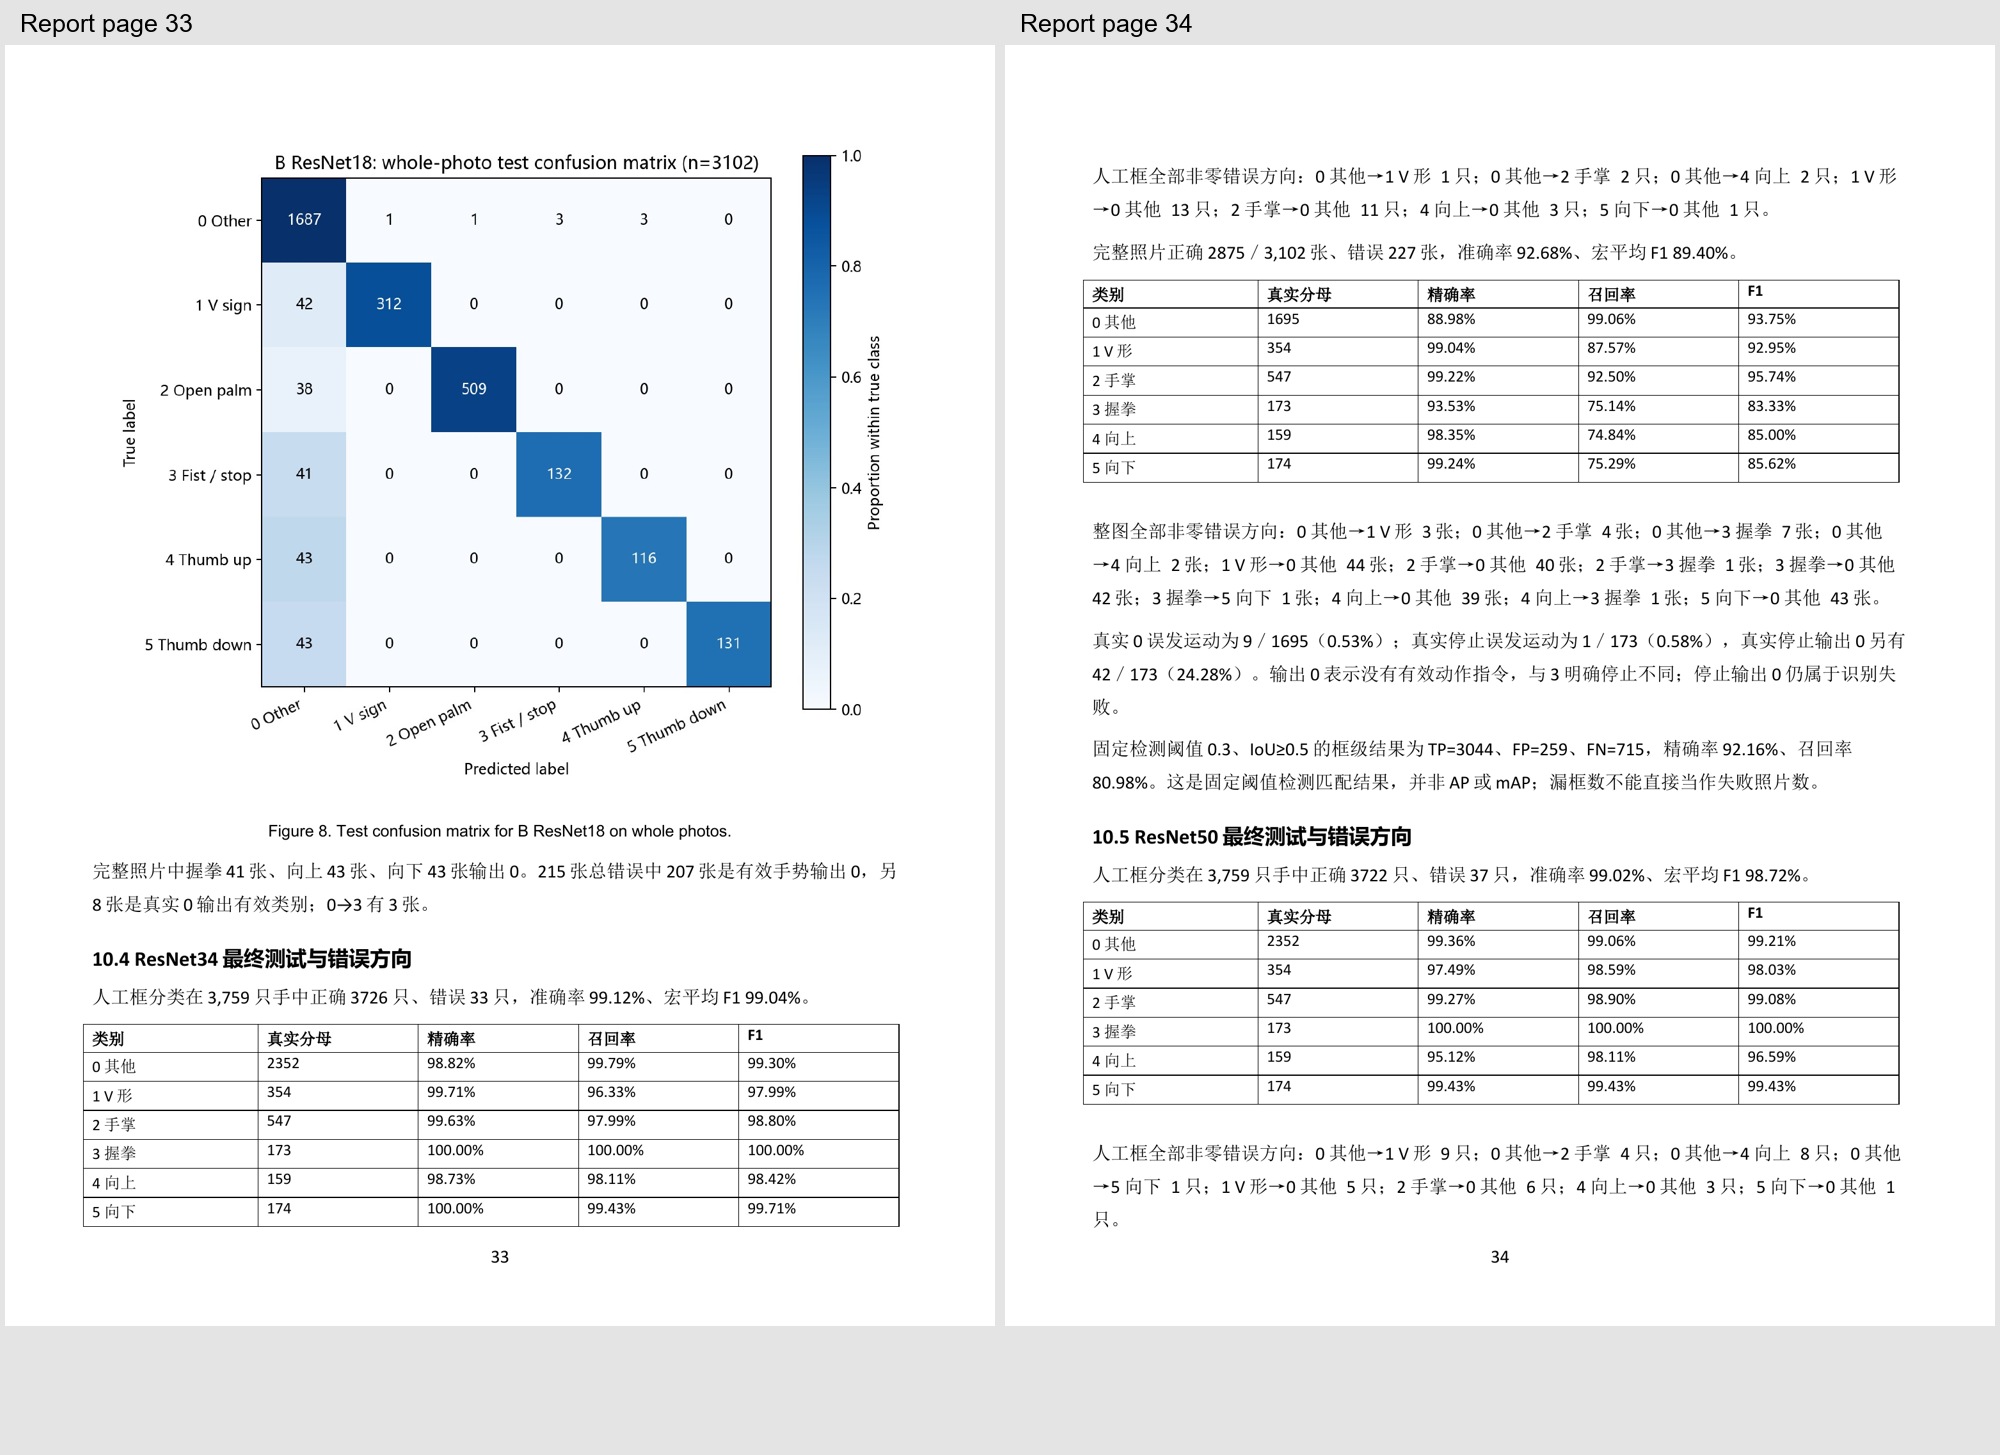 Report page 33
B ResNet18: whole-photo test confusion matrix (n=3102)
True label
0 Other 1687 1 1 3 3 0
1 V sign 42 312 0 0 0 0
2 Open palm 38 0 509 0 0 0
3 Fist / stop 41 0 0 132 0 0
4 Thumb up 43 0 0 0 116 0
5 Thumb down 43 0 0 0 0 131
0 Other 1 V sign 2 Open palm 3 Fist / stop 4 Thumb up 5 Thumb down
Predicted label
1.0
0.8
0.6
0.4
0.2
0.0
Proportion within true class
Figure 8. Test confusion matrix for B ResNet18 on whole photos.
完整照片中握拳 41 张、向上 43 张、向下 43 张输出 0。215 张总错误中 207 张是有效手势输出 0，另
8 张是真实 0 输出有效类别；0→3 有 3 张。
10.4 ResNet34 最终测试与错误方向
人工框分类在 3,759 只手中正确 3726 只、错误 33 只，准确率 99.12%、宏平均 F1 99.04%。
类别 真实分母 精确率 召回率 F1
0 其他 2352 98.82% 99.79% 99.30%
1 V 形 354 99.71% 96.33% 97.99%
2 手掌 547 99.63% 97.99% 98.80%
3 握拳 173 100.00% 100.00% 100.00%
4 向上 159 98.73% 98.11% 98.42%
5 向下 174 100.00% 99.43% 99.71%
33
Report page 34
人工框全部非零错误方向：0 其他→1 V 形 1 只；0 其他→2 手掌 2 只；0 其他→4 向上 2 只；1 V 形
→0 其他 13 只；2 手掌→0 其他 11 只；4 向上→0 其他 3 只；5 向下→0 其他 1 只。
完整照片正确 2875 / 3,102 张、错误 227 张，准确率 92.68%、宏平均 F1 89.40%。
类别 真实分母 精确率 召回率 F1
0 其他 1695 88.98% 99.06% 93.75%
1 V 形 354 99.04% 87.57% 92.95%
2 手掌 547 99.22% 92.50% 95.74%
3 握拳 173 93.53% 75.14% 83.33%
4 向上 159 98.35% 74.84% 85.00%
5 向下 174 99.24% 75.29% 85.62%
整图全部非零错误方向：0 其他→1 V 形 3 张；0 其他→2 手掌 4 张；0 其他→3 握拳 7 张；0 其他
→4 向上 2 张；1 V 形→0 其他 44 张；2 手掌→0 其他 40 张；2 手掌→3 握拳 1 张；3 握拳→0 其他
42 张；3 握拳→5 向下 1 张；4 向上→0 其他 39 张；4 向上→3 握拳 1 张；5 向下→0 其他 43 张。
真实 0 误发运动为 9 / 1695（0.53%）；真实停止误发运动为 1 / 173（0.58%），真实停止输出 0 另有
42 / 173（24.28%）。输出 0 表示没有有效动作指令，与 3 明确停止不同；停止输出 0 仍属于识别失
败。
固定检测阈值 0.3、IoU≥0.5 的框级结果为 TP=3044、FP=259、FN=715，精确率 92.16%、召回率
80.98%。这是固定阈值检测匹配结果，并非 AP 或 mAP；漏框数不能直接当作失败照片数。
10.5 ResNet50 最终测试与错误方向
人工框分类在 3,759 只手中正确 3722 只、错误 37 只，准确率 99.02%、宏平均 F1 98.72%。
类别 真实分母 精确率 召回率 F1
0 其他 2352 99.36% 99.06% 99.21%
1 V 形 354 97.49% 98.59% 98.03%
2 手掌 547 99.27% 98.90% 99.08%
3 握拳 173 100.00% 100.00% 100.00%
4 向上 159 95.12% 98.11% 96.59%
5 向下 174 99.43% 99.43% 99.43%
人工框全部非零错误方向：0 其他→1 V 形 9 只；0 其他→2 手掌 4 只；0 其他→4 向上 8 只；0 其他
→5 向下 1 只；1 V 形→0 其他 5 只；2 手掌→0 其他 6 只；4 向上→0 其他 3 只；5 向下→0 其他 1
只。
34